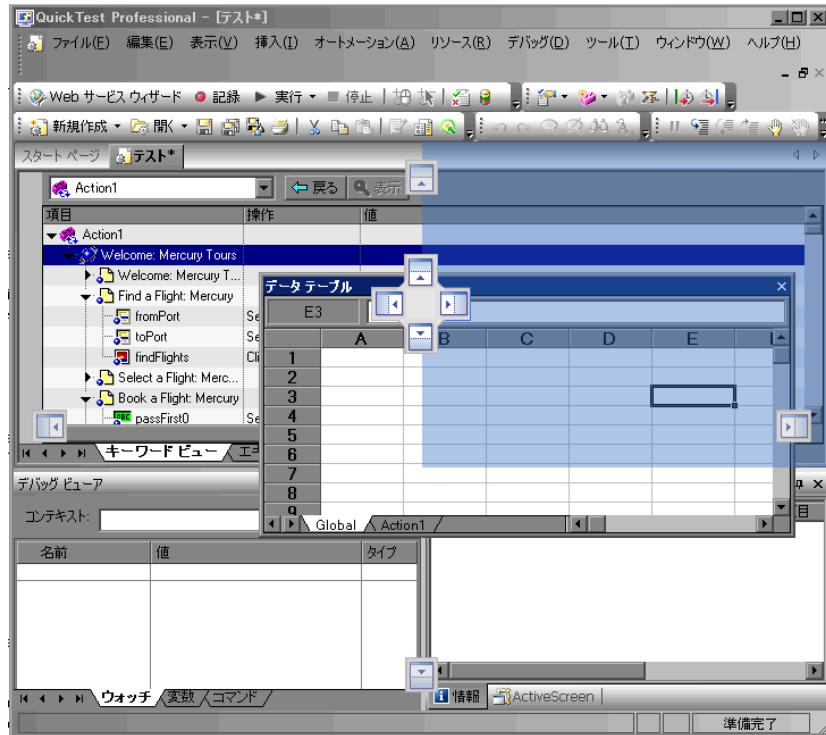 QuickTest Professional - [テスト*]
ファイル(F) 編集(E) 表示(V) 挿入(I) オートメーション(A) リソース(R) デバッグ(D) ツール(T) ウィンドウ(W) ヘルプ(H)
Web サービス ウィザード 記録 実行 停止
新規作成 開く
スタート ページ テスト*
Action1 戻る 表示
項目 操作 値
Action1
Welcome: Mercury Tours
Welcome: Mercury T...
Find a Flight: Mercury
fromPort Se
toPort Se
findFlights Cli
Select a Flight: Merc...
Book a Flight: Mercury
passFirst0 Se
キーワード ビュー エキ
データ テーブル
E3
A B C D E
1
2
3
4
5
6
7
8
9
Global Action1
デバッグ ビューア
コンテキスト:
名前 値 タイプ
目
ウォッチ 変数 コマンド
情報 ActiveScreen
準備完了